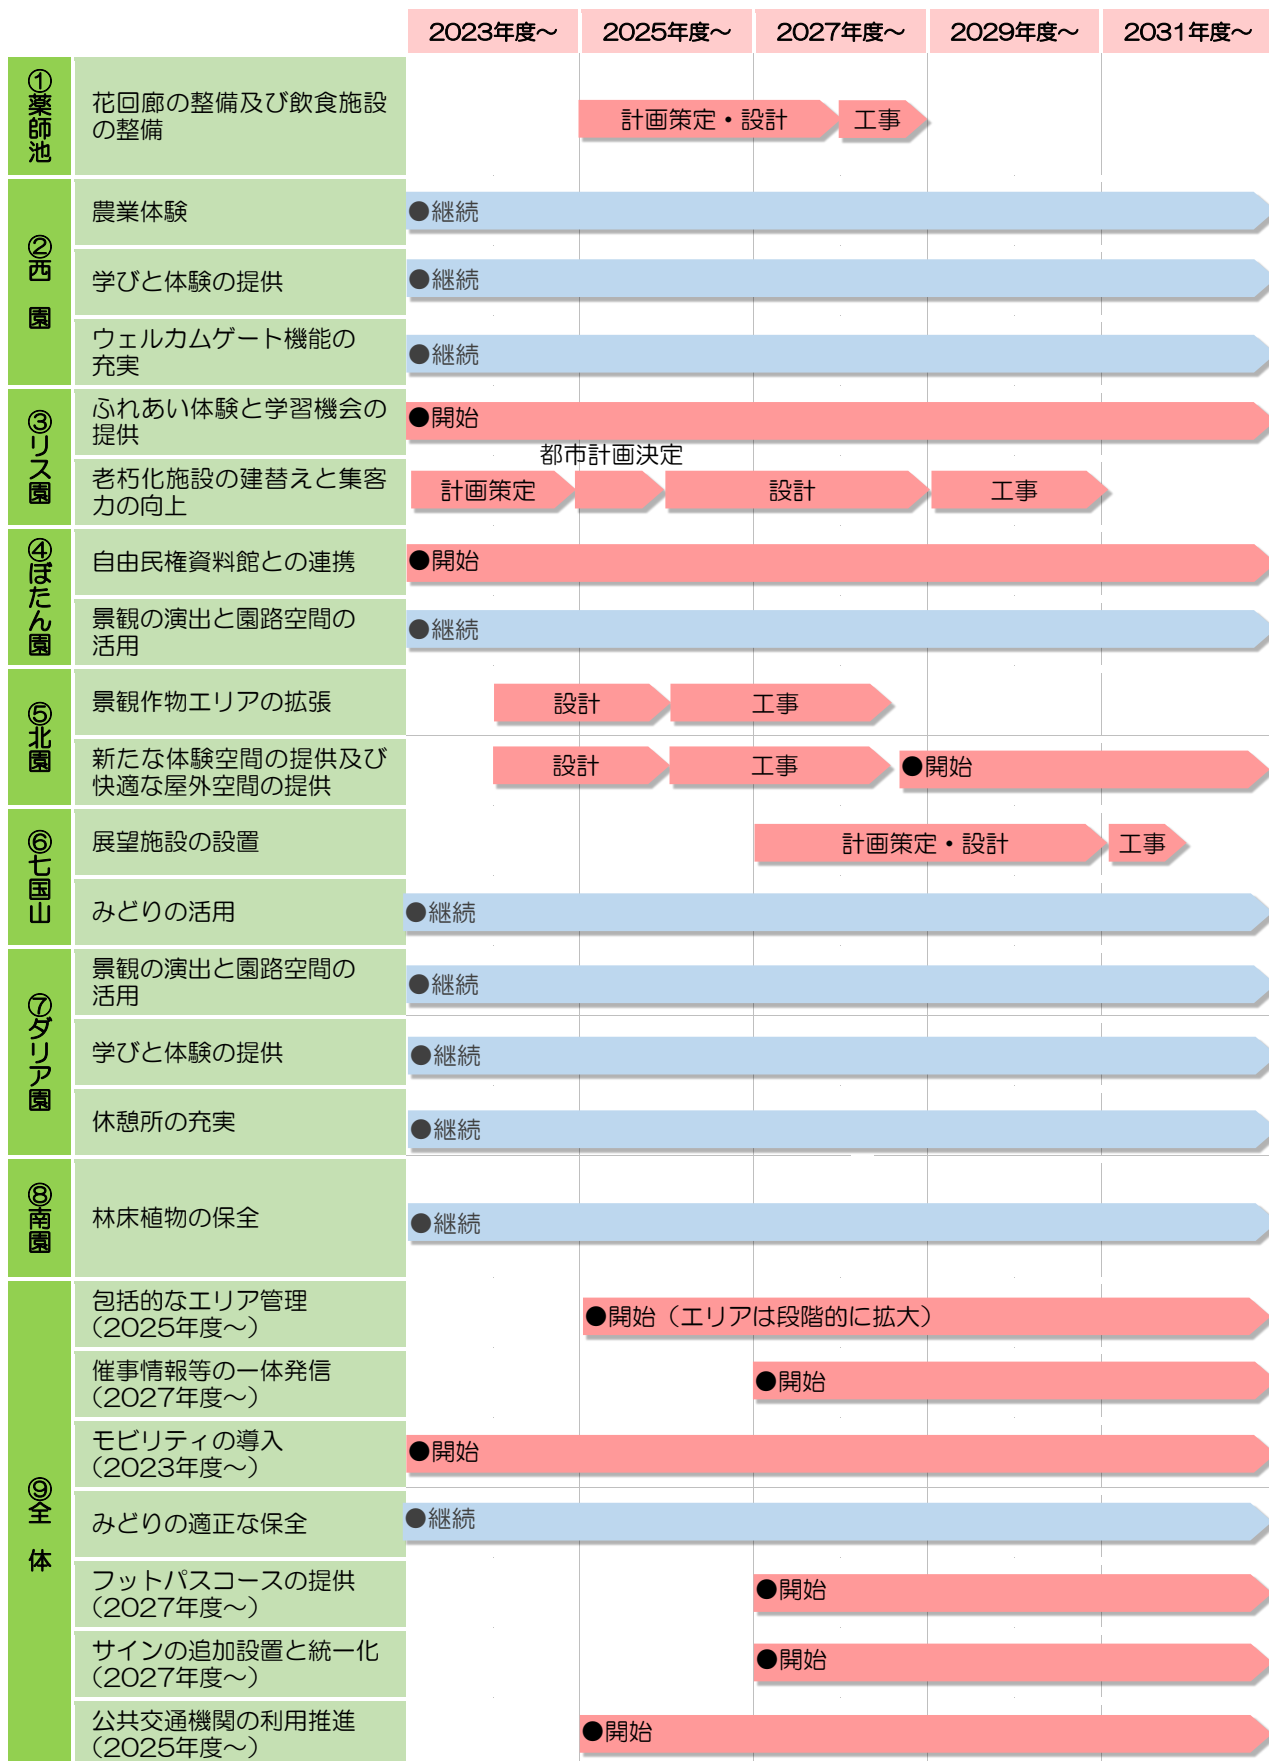 2023年度～ 2025年度～ 2027年度～ 2029年度～ 2031年度～
①薬師池
花回廊の整備及び飲食施設
の整備
計画策定・設計 工事
②西　園
農業体験
●継続
学びと体験の提供
●継続
ウェルカムゲート機能の
充実
●継続
③リス園
ふれあい体験と学習機会の
提供
●開始
老朽化施設の建替えと集客
力の向上
都市計画決定
計画策定 設計 工事
④ぼたん園
自由民権資料館との連携
●開始
景観の演出と園路空間の
活用
●継続
⑤北園
景観作物エリアの拡張
設計 工事
新たな体験空間の提供及び
快適な屋外空間の提供
設計 工事 ●開始
⑥七国山
展望施設の設置
計画策定・設計 工事
みどりの活用
●継続
⑦ダリア園
景観の演出と園路空間の
活用
●継続
学びと体験の提供
●継続
休憩所の充実
●継続
⑧南園
林床植物の保全
●継続
⑨全　体
包括的なエリア管理
（2025年度～）
●開始（エリアは段階的に拡大）
催事情報等の一体発信
（2027年度～）
●開始
モビリティの導入
（2023年度～）
●開始
みどりの適正な保全
●継続
フットパスコースの提供
（2027年度～）
●開始
サインの追加設置と統一化
（2027年度～）
●開始
公共交通機関の利用推進
（2025年度～）
●開始